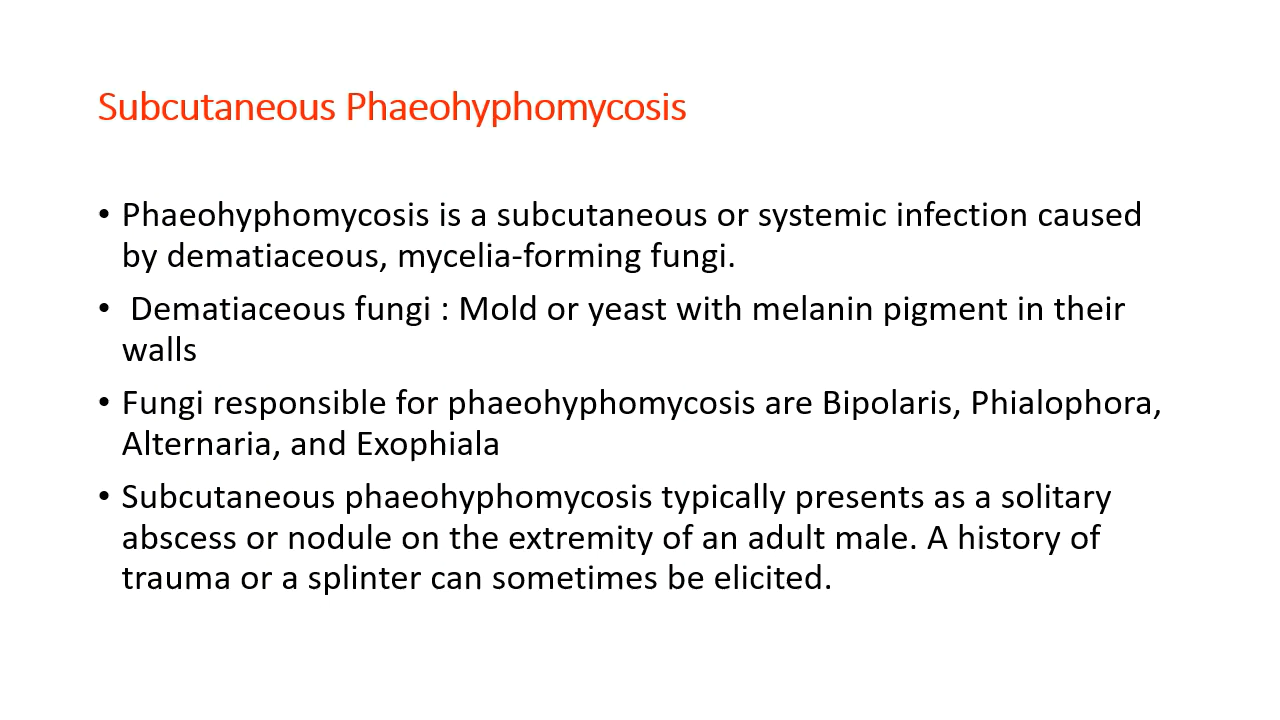 Subcutaneous Phaeohyphomycosis
• Phaeohyphomycosis is a subcutaneous or systemic infection caused
by dematiaceous, mycelia-forming fungi.
• Dematiaceous fungi : Mold or yeast with melanin pigment in their
walls
• Fungi responsible for phaeohyphomycosis are Bipolaris, Phialophora,
Alternaria, and Exophiala
• Subcutaneous phaeohyphomycosis typically presents as a solitary
abscess or nodule on the extremity of an adult male. A history of
trauma or a splinter can sometimes be elicited.